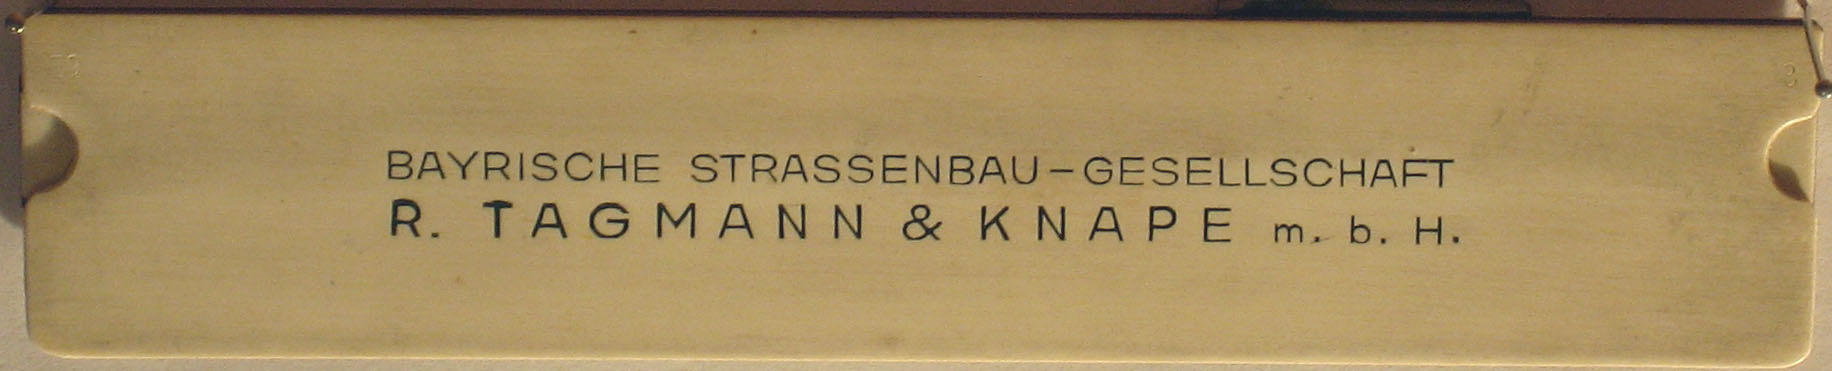 BAYRISCHE STRASSENBAU-GESELLSCHAFT
R. TAGMANN & KNAPE m. b. H.